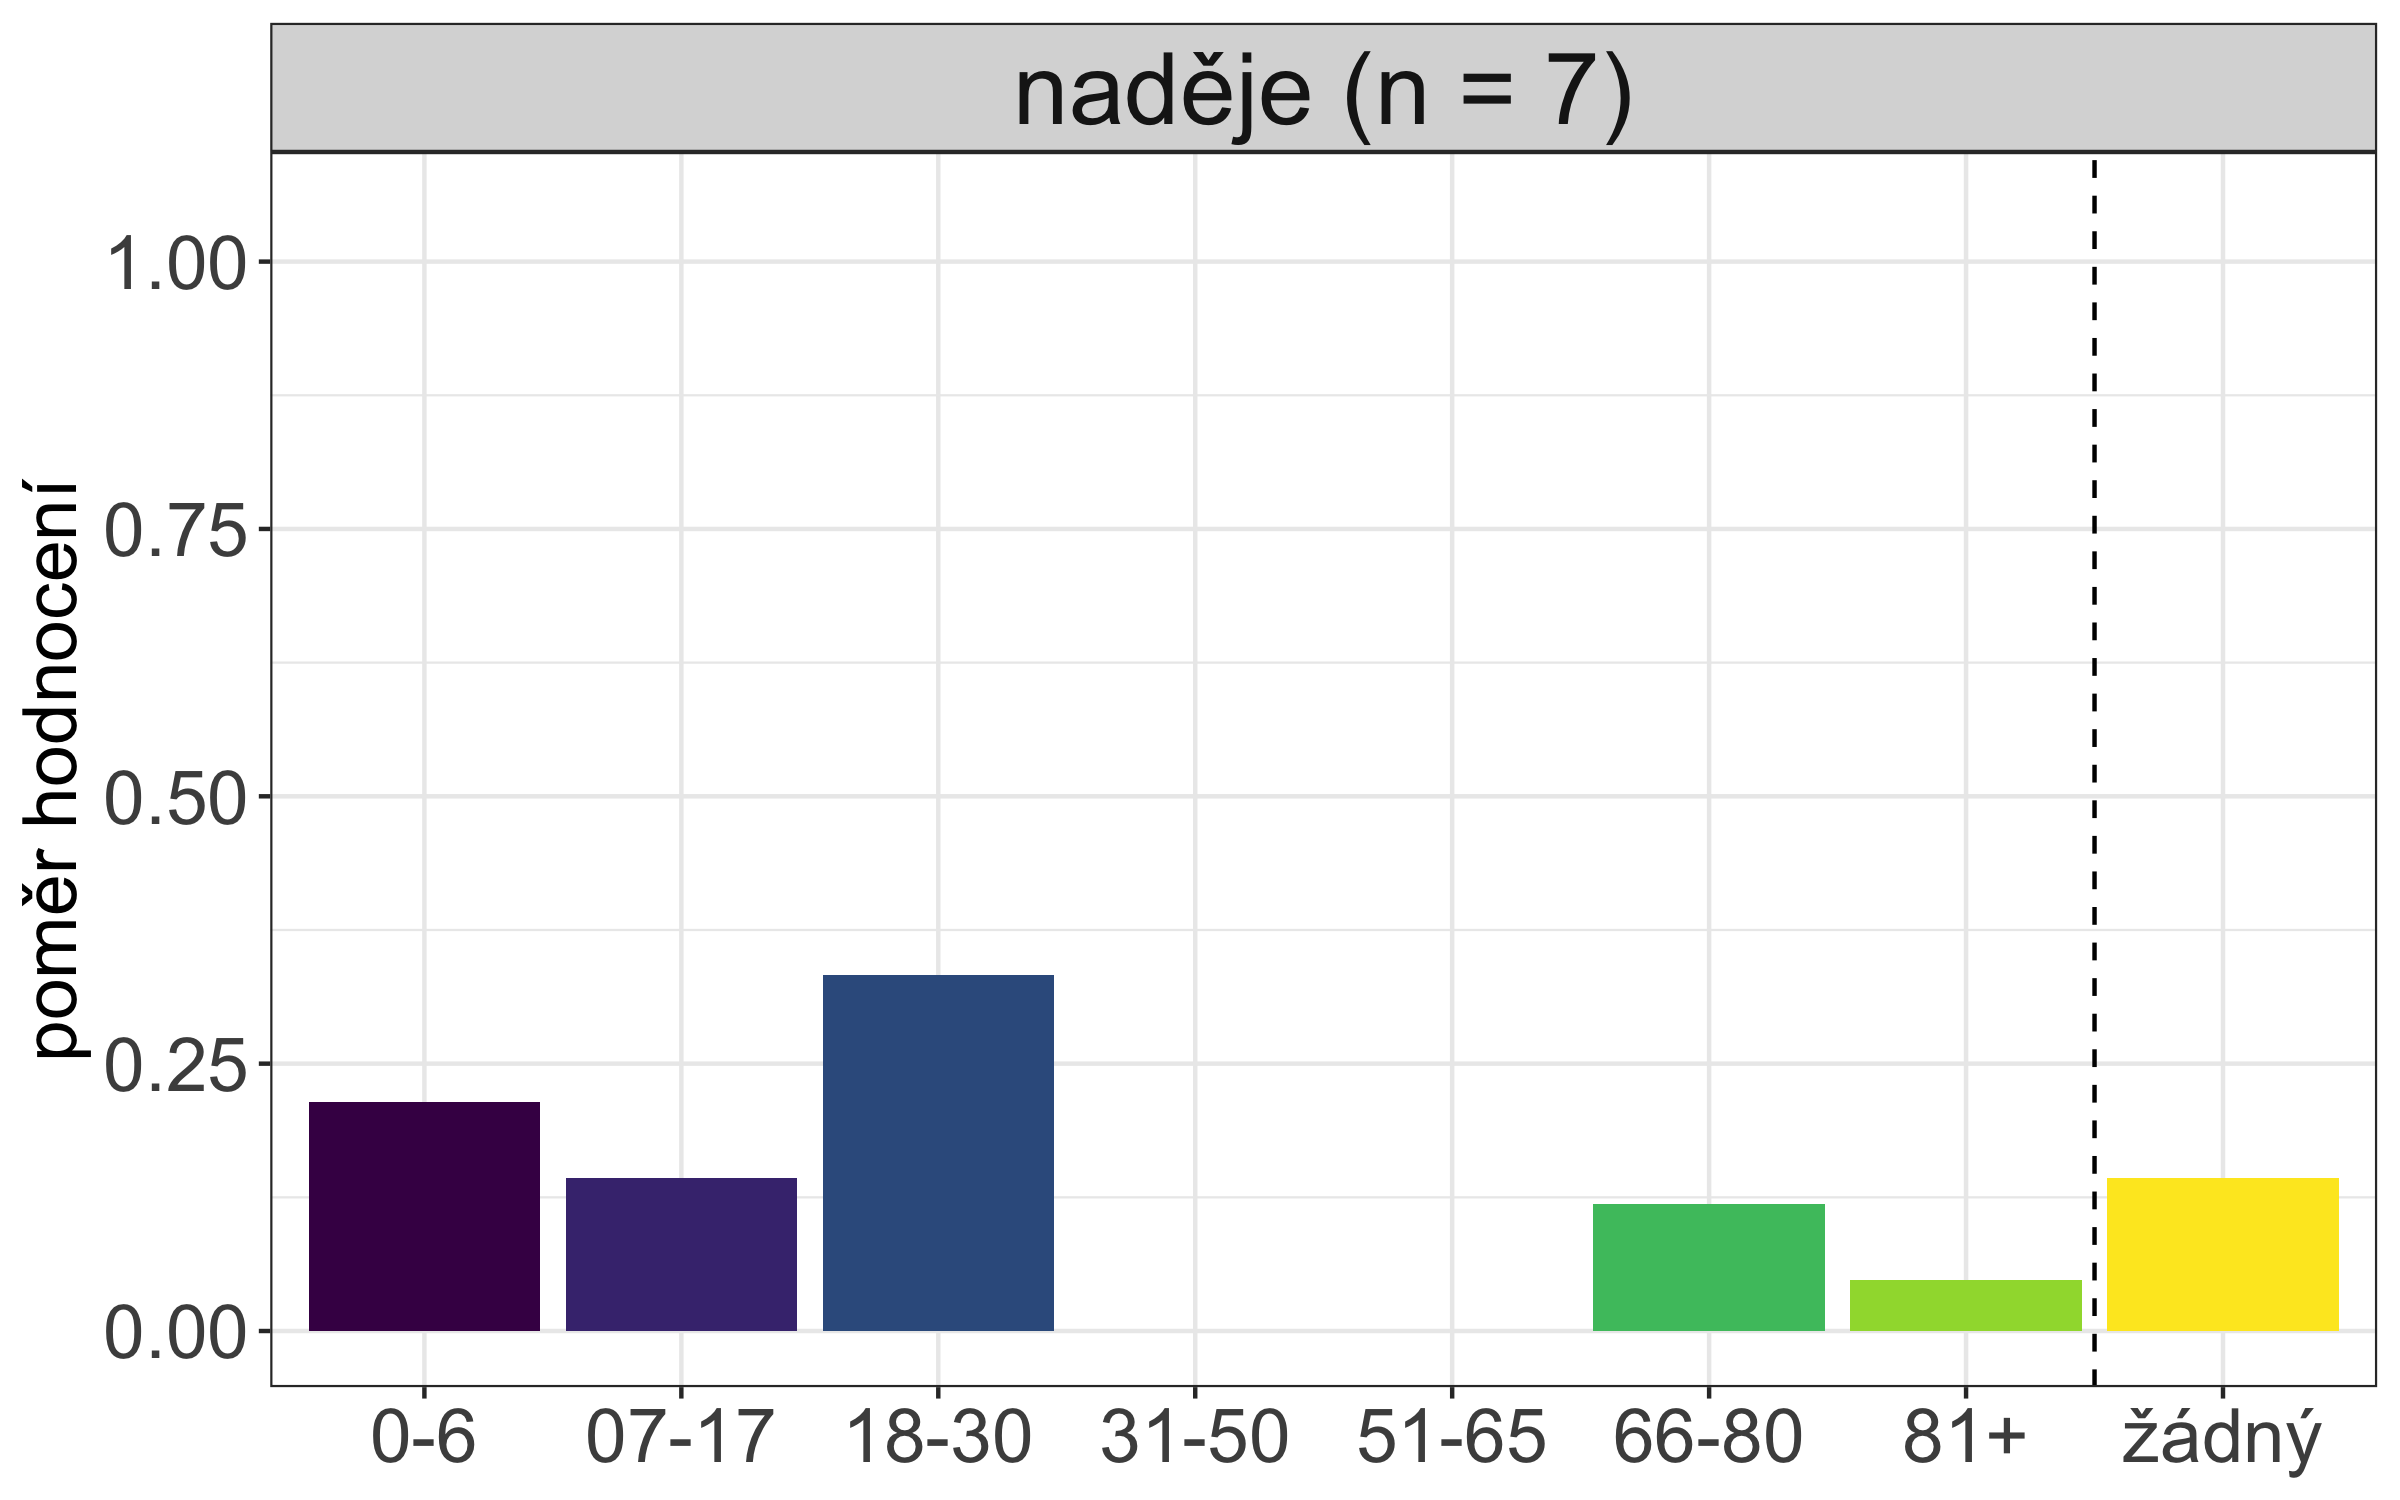 naděje (n = 7)
poměr hodnocení
1.00
0.75
0.50
0.25
0.00
0-6 07-17 18-30 31-50 51-65 66-80 81+ žádný